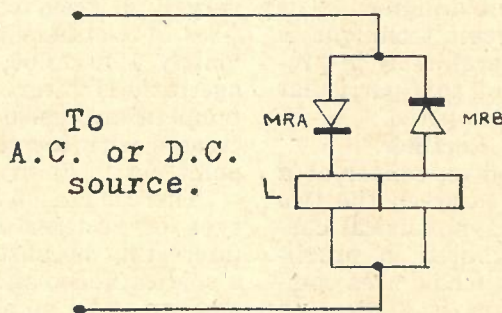 To
A.C. or D.C.
source.
MRA
MRB
L